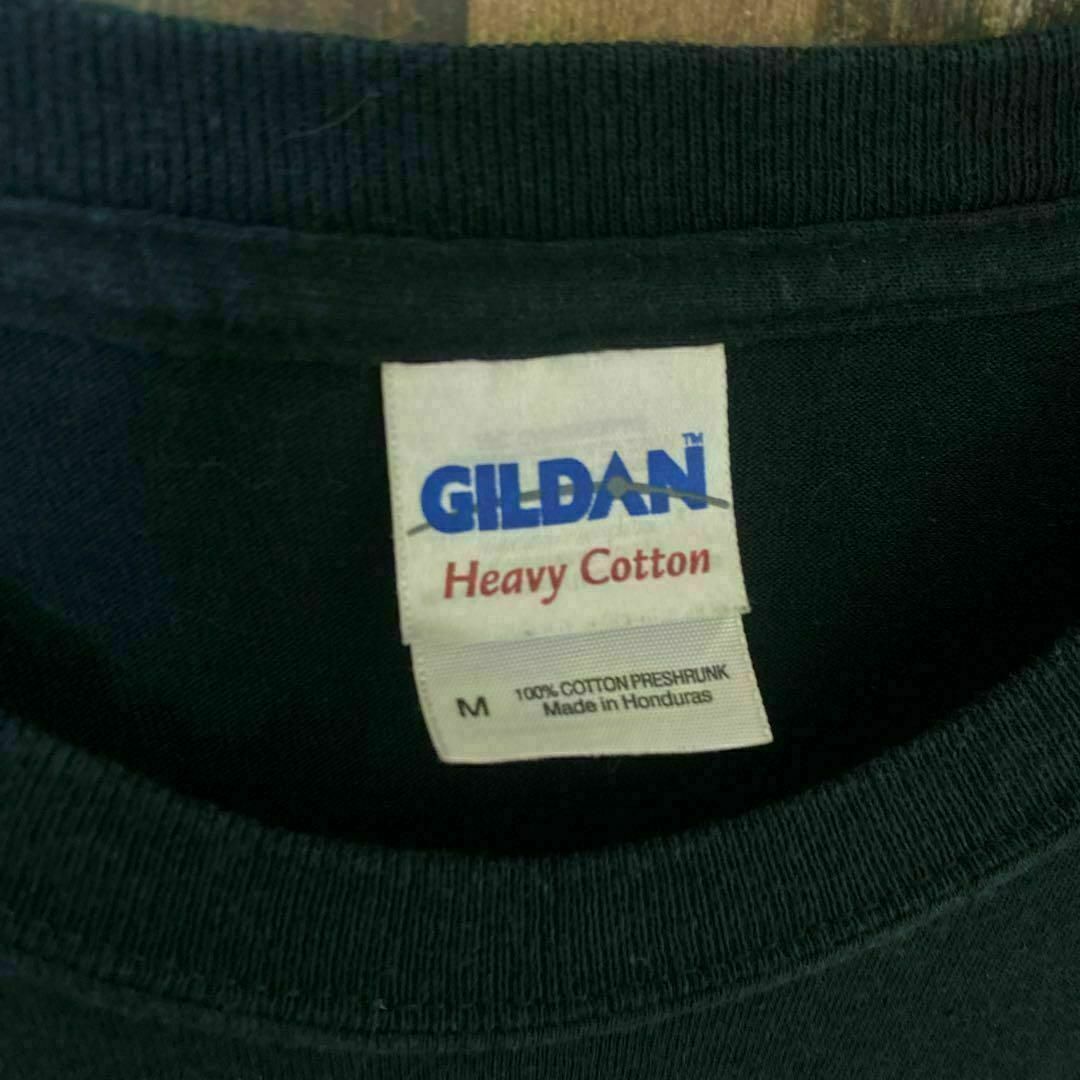 GILDAN™
Heavy Cotton
M 100% COTTON PRESHRUNK
Made in Honduras